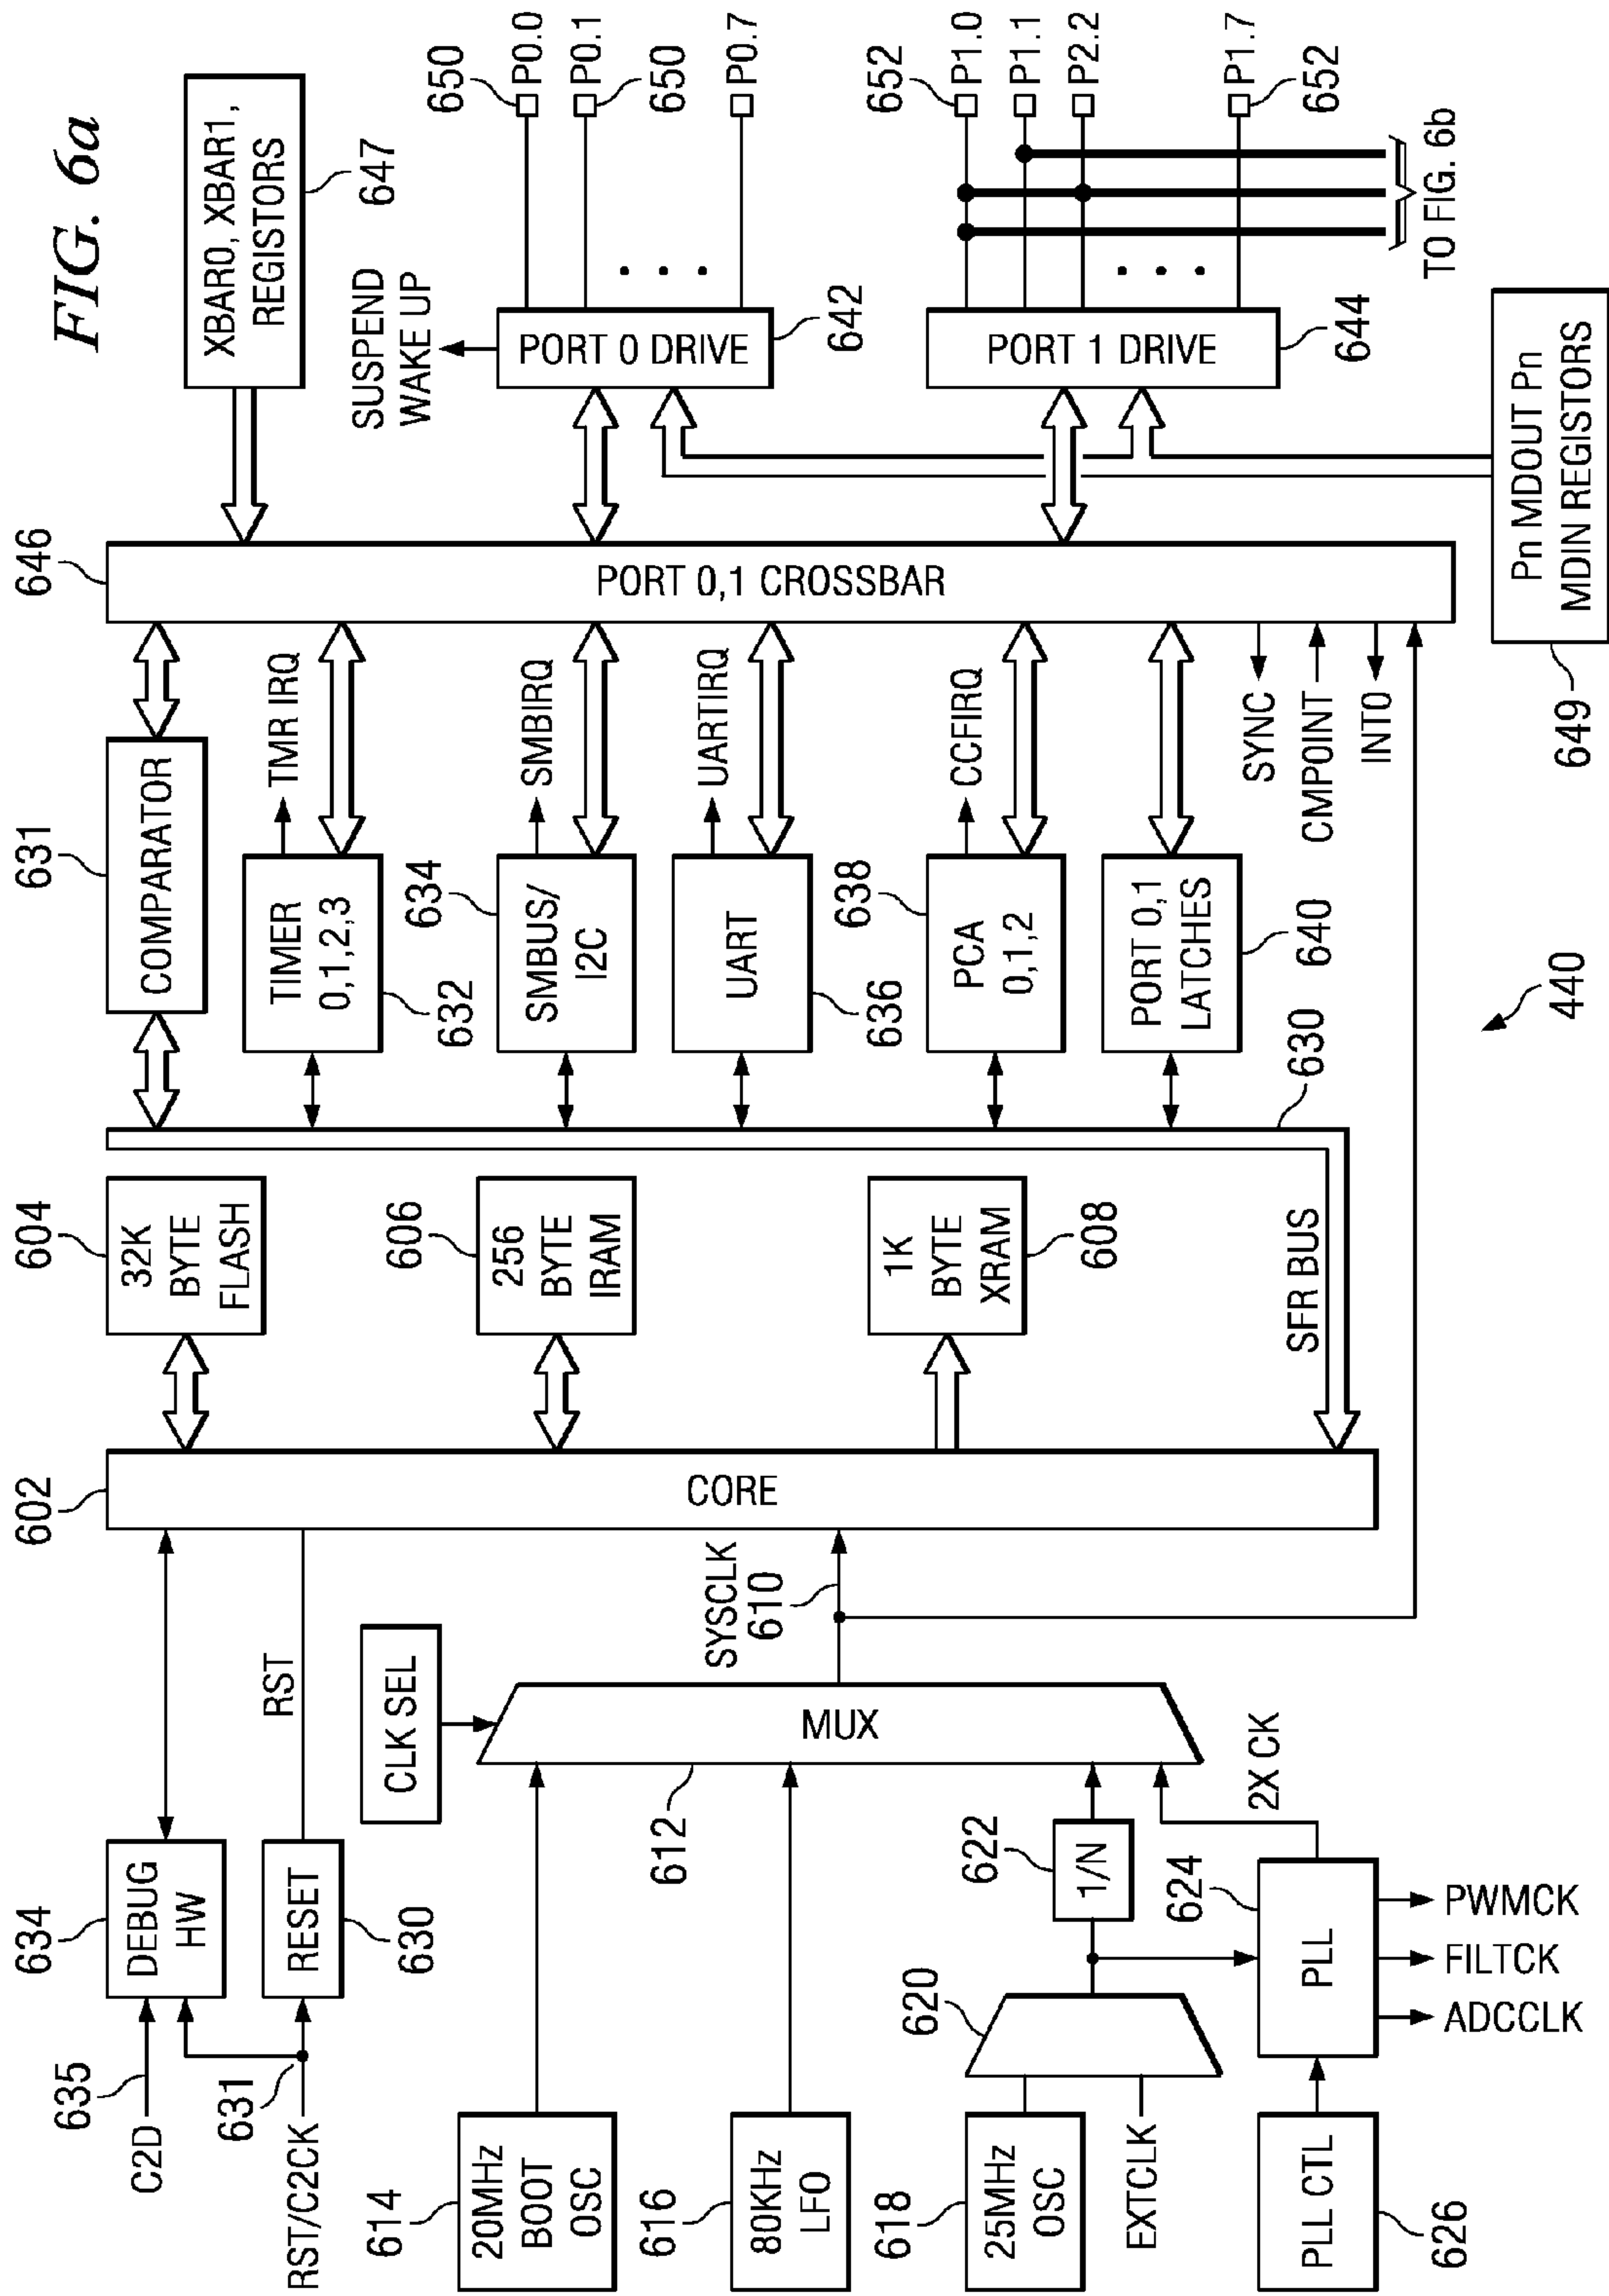 FIG. 6a
C2D
635
634
DEBUG
HW
RST/C2CK
631
RESET
630
RST
614
20MHz
BOOT
OSC
616
80KHz
LFO
618
25MHz
OSC
EXTCLK
620
622
1/N
PLL CTL
626
624
PLL
2X CK
PWMCK
FILTCK
ADCCLK
CLK SEL
MUX
612
SYSCLK
610
602
CORE
604
32K
BYTE
FLASH
606
256
BYTE
IRAM
1K
BYTE
XRAM
608
SFR BUS
630
631
COMPARATOR
TIMER
0,1,2,3
632
TMR IRQ
634
SMBUS/
I2C
SMBIRQ
UART
636
UARTIRQ
638
PCA
0,1,2
CCFIRQ
PORT 0,1
LATCHES
640
440
646
PORT 0,1 CROSSBAR
SYNC
CMPOINT
INT0
XBAR0, XBAR1,
REGISTORS
647
SUSPEND
WAKE UP
PORT 0 DRIVE
642
650
P0.0
P0.1
650
P0.7
PORT 1 DRIVE
644
652
P1.0
P1.1
P2.2
P1.7
652
TO FIG. 6b
Pn MDOUT Pn
MDIN REGISTORS
649